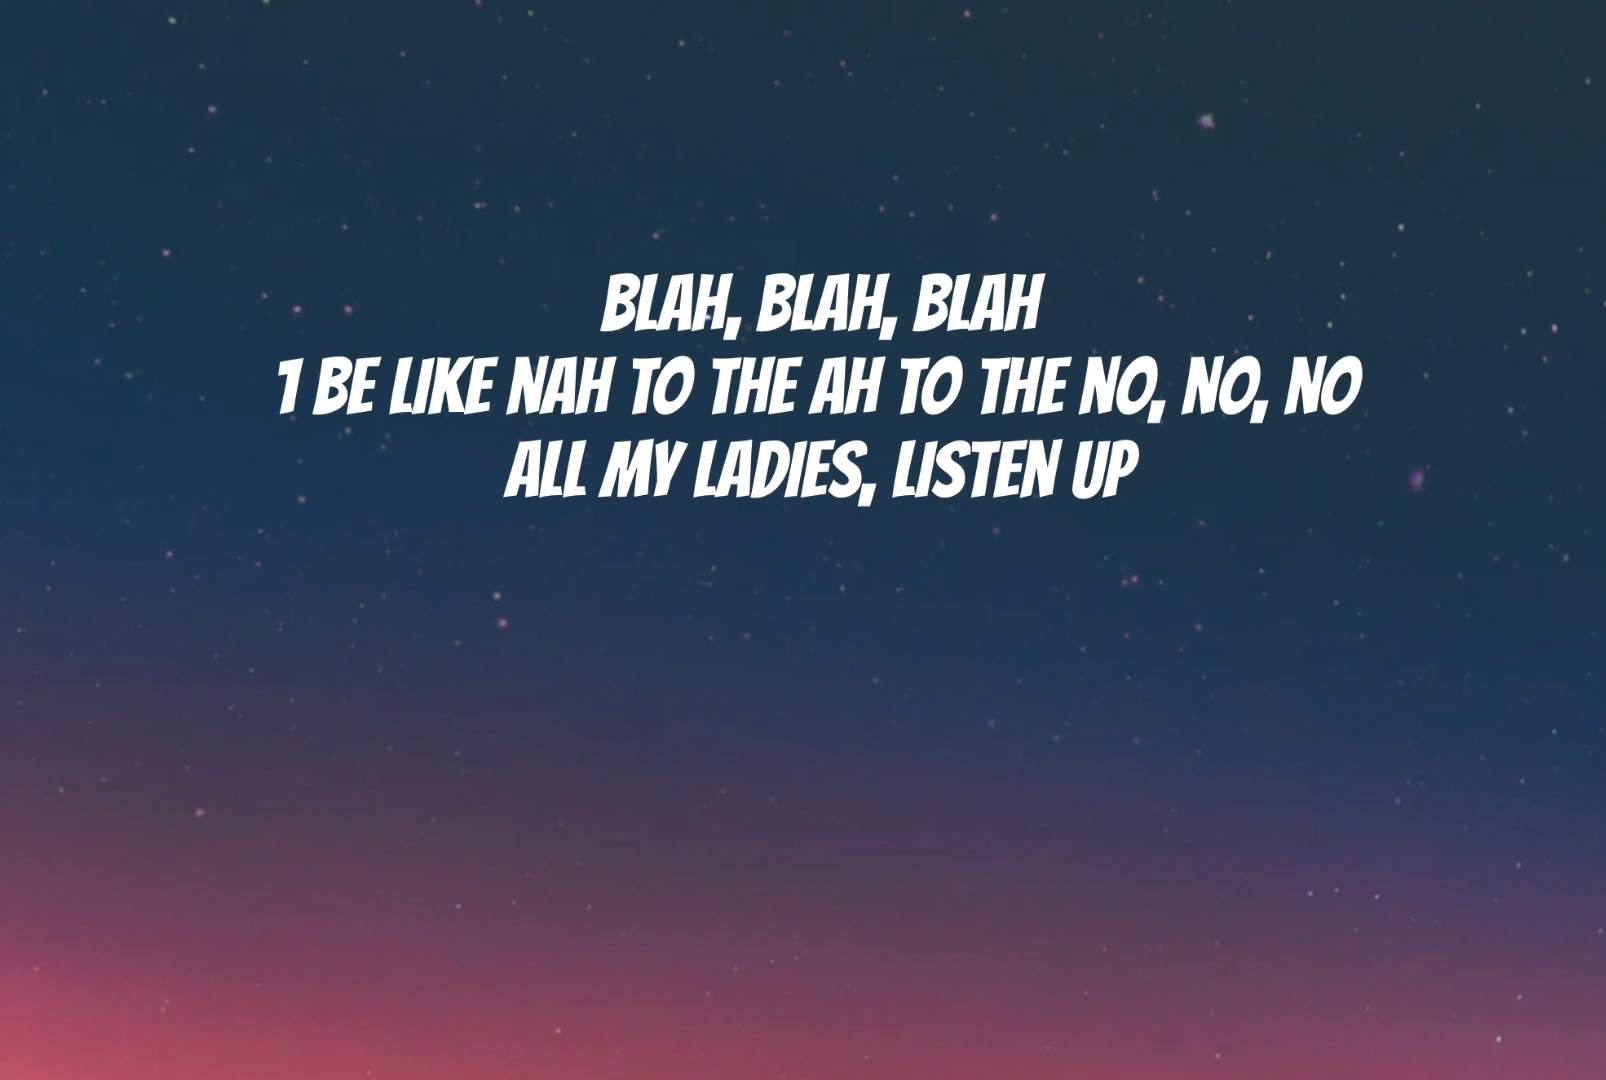 BLAH, BLAH, BLAH
1 BE LIKE NAH TO THE AH TO THE NO, NO, NO
ALL MY LADIES, LISTEN UP